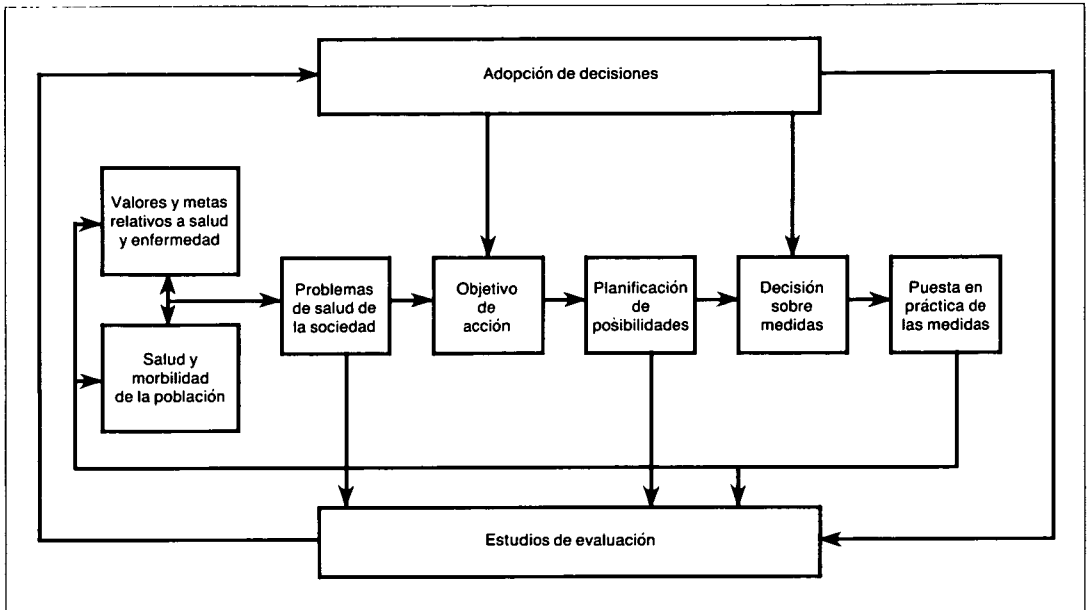 Adopción de decisiones
Valores y metas
relativos a salud
y enfermedad
Problemas
de salud de
la sociedad
Objetivo
de
acción
Planificación
de
posibilidades
Decisión
sobre
medidas
Puesta en
práctica de
las medidas
Salud y
morbilidad
de la población
Estudios de evaluación